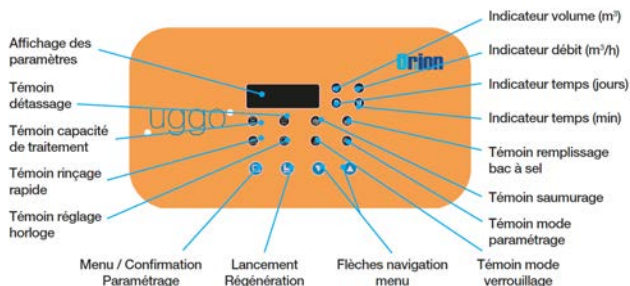 Affichage des
paramètres
Témoin
détassage
Témoin capacité
de traitement
Témoin rinçage
rapide
Témoin réglage
horloge
Orion
uggo
Indicateur volume (m³)
Indicateur débit (m³/h)
Indicateur temps (jours)
Indicateur temps (min)
Témoin remplissage
bac à sel
Témoin saumurage
Témoin mode
paramétrage
Menu / Confirmation
Paramétrage
Lancement
Régénération
Flèches navigation
menu
Témoin mode
verrouillage